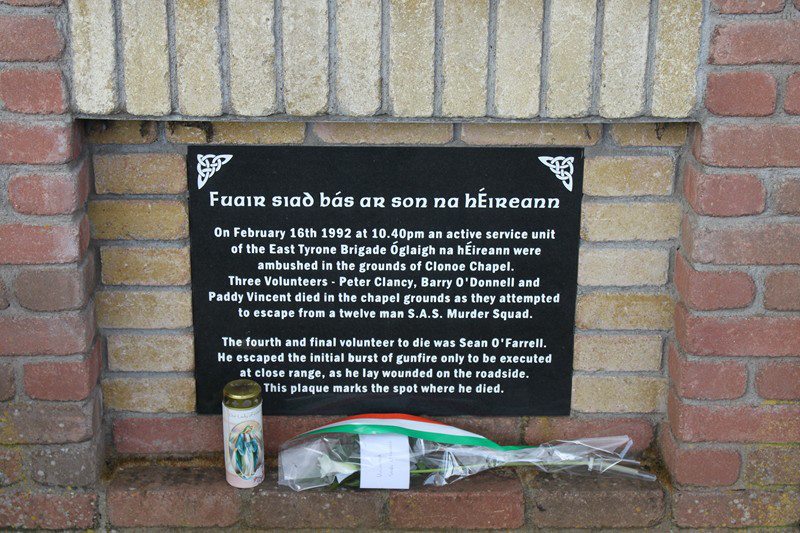 Fuair siad bás ar son na hÉireann
On February 16th 1992 at 10.40pm an active service unit
of the East Tyrone Brigade Óglaigh na hÉireann were
ambushed in the grounds of Clonoe Chapel.
Three Volunteers - Peter Clancy, Barry O'Donnell and
Paddy Vincent died in the chapel grounds as they attempted
to escape from a twelve man S.A.S. Murder Squad.
The fourth and final volunteer to die was Sean O'Farrell.
He escaped the initial burst of gunfire only to be executed
at close range, as he lay wounded on the roadside.
This plaque marks the spot where he died.